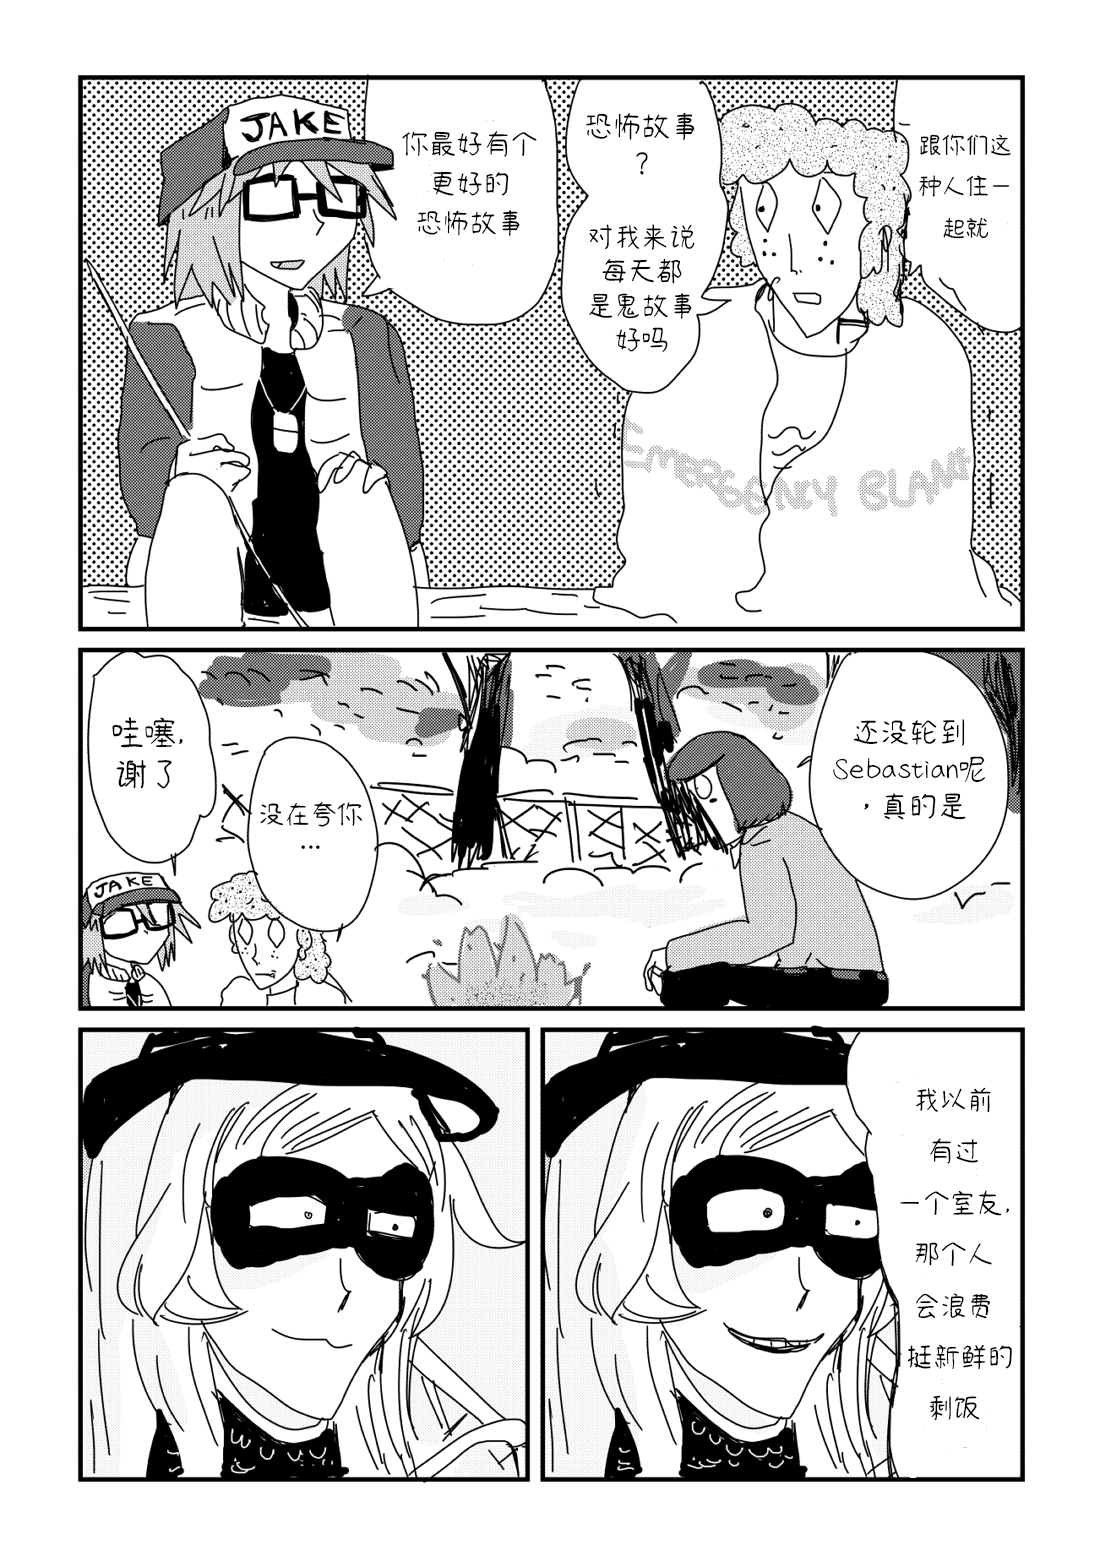 JAKE
你最好有个
更好的
恐怖故事
恐怖故事
?
对我来说
每天都
是鬼故事
好吗
跟你们这
种人住一
起就
EMERGENCY BLANK
哇塞,
谢了
没在夸你
...
还没轮到
Sebastian呢
,真的是
JAKE
我以前
有过
一个室友,
那个人
会浪费
挺新鲜的
剩饭